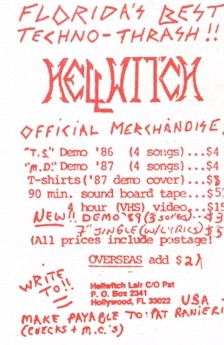 FLORIDA'S BEST
TECHNO-THRASH!!
HELLWITCH
OFFICIAL MERCHANDISE
"T.S." Demo '86 (4 songs)...$4
"M.D." Demo '87 (4 songs)...$4
T-shirts('87 demo cover)...$8
90 min. sound board tape...$5
4 hour (VHS) video...$15
NEW!! DEMO '89 (3 SONGS)...$3
7" SINGLE (W/LYRICS) $
(All prices include postage!
OVERSEAS add $2
WRITE TO!!
Hellwitch Lair C/O Pat
P. O. Box 2341
Hollywood, FL 33022 USA
MAKE PAYABLE TO: PAT RANIERI
(CHECKS + M.O.'S)